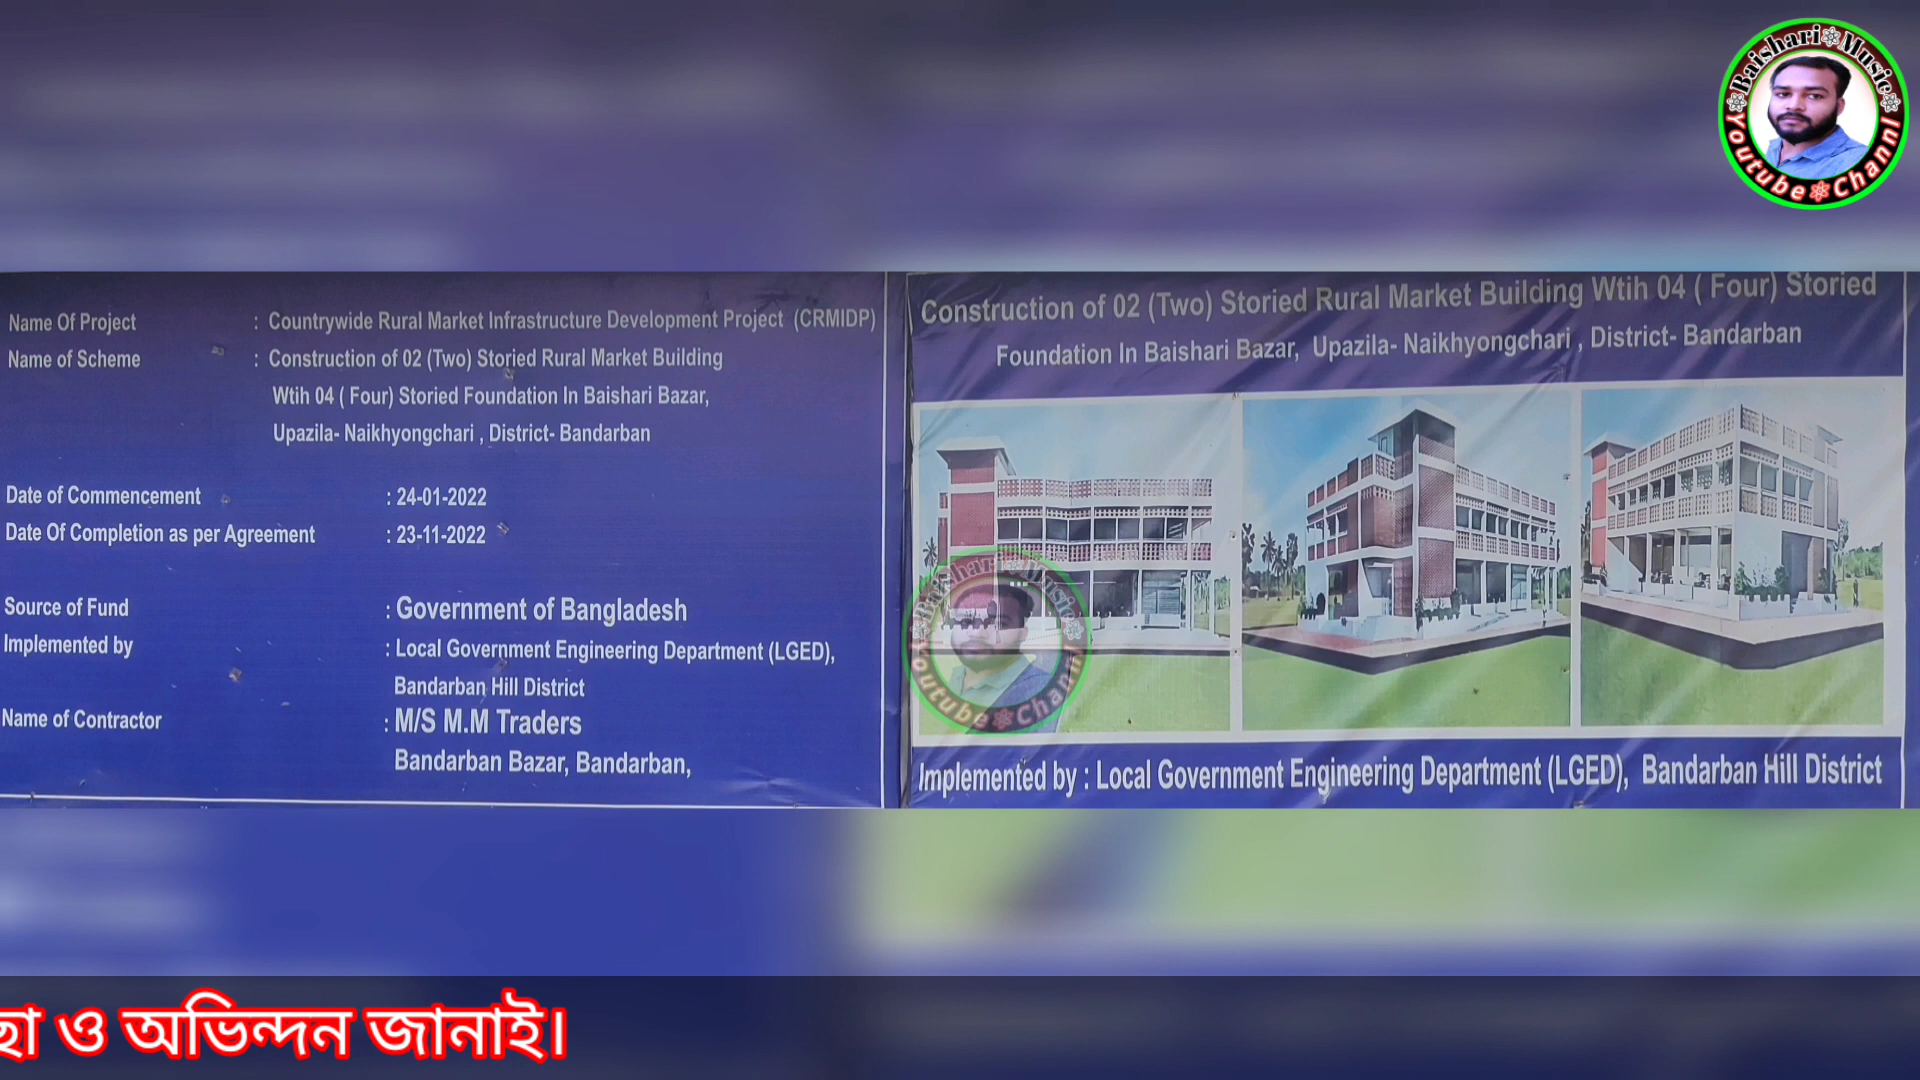 Baishari Music
Youtube Channl
Name Of Project : Countrywide Rural Market Infrastructure Development Project (CRMIDP)
Name of Scheme : Construction of 02 (Two) Storied Rural Market Building
Wtih 04 ( Four) Storied Foundation In Baishari Bazar,
Upazila- Naikhyongchari , District- Bandarban
Date of Commencement : 24-01-2022
Date Of Completion as per Agreement : 23-11-2022
Source of Fund : Government of Bangladesh
Implemented by : Local Government Engineering Department (LGED),
Bandarban Hill District
Name of Contractor : M/S M.M Traders
Bandarban Bazar, Bandarban,
Construction of 02 (Two) Storied Rural Market Building Wtih 04 ( Four) Storied
Foundation In Baishari Bazar, Upazila- Naikhyongchari , District- Bandarban
Baishari Music
Youtube Channl
Implemented by : Local Government Engineering Department (LGED), Bandarban Hill District
ও অভিন্দন জানাই।